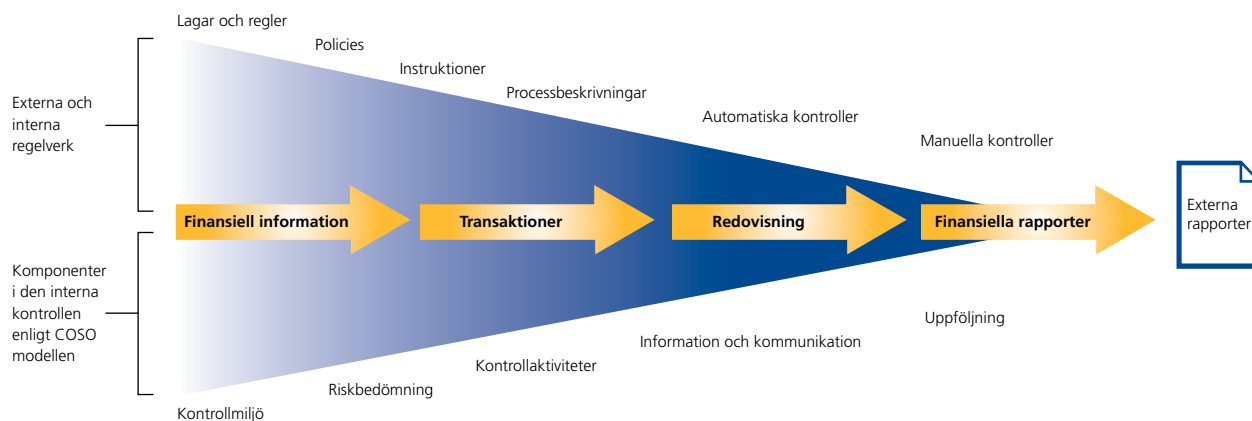 Lagar och regler
Policies
Instruktioner
Processbeskrivningar
Automatiska kontroller
Manuella kontroller
Externa och
interna
regelverk
Finansiell information
Transaktioner
Redovisning
Finansiella rapporter
Externa
rapporter
Komponenter
i den interna
kontrollen
enligt COSO
modellen
Uppföljning
Information och kommunikation
Kontrollaktiviteter
Riskbedömning
Kontrollmiljö